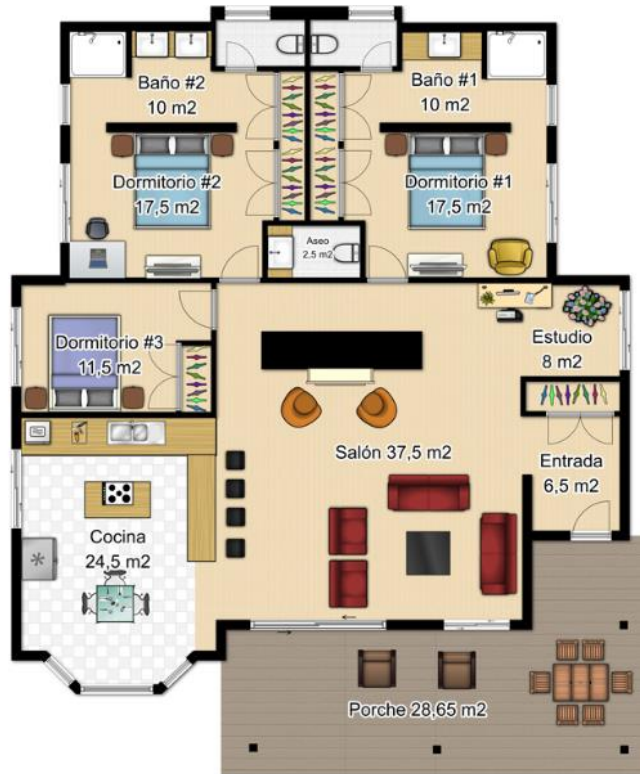 Baño #2
10 m2
Baño #1
10 m2
Dormitorio #2
17,5 m2
Dormitorio #1
17,5 m2
Aseo
2,5 m2
Dormitorio #3
11,5 m2
Estudio
8 m2
Salón 37,5 m2
Entrada
6,5 m2
Cocina
24,5 m2
Porche 28,65 m2